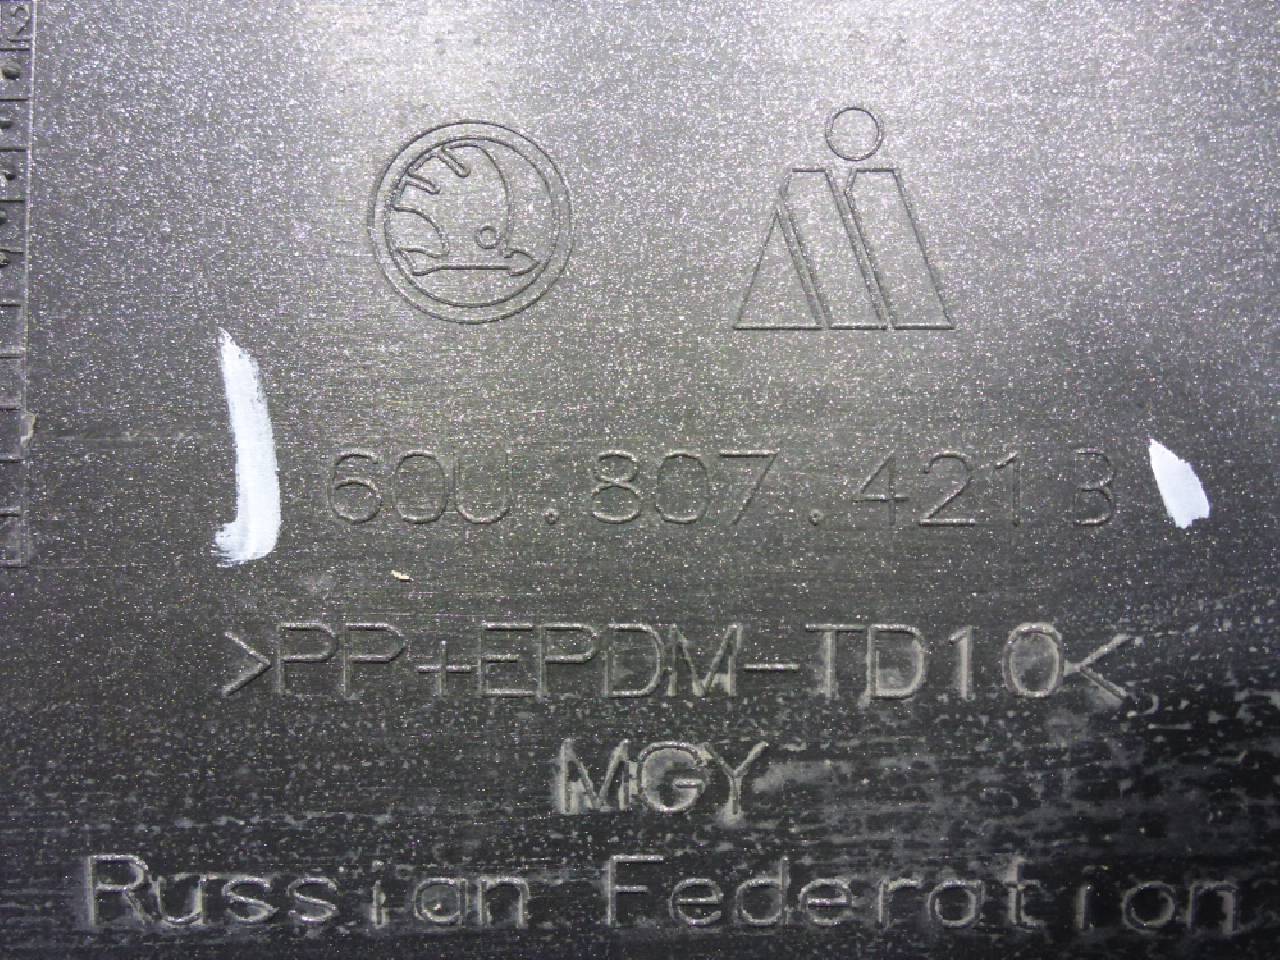 60U.807.421 B
>PP+EPDM-TD10<
MGY
Russian Federation